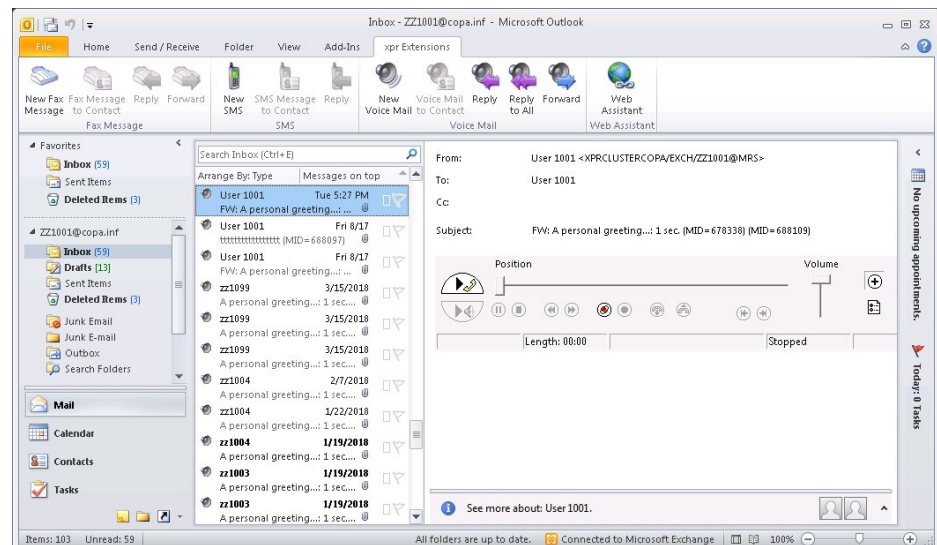 Inbox - ZZ1001@copa.inf - Microsoft Outlook
File Home Send / Receive Folder View Add-Ins xpr Extensions
New Fax Message
Fax Message to Contact
Reply
Forward
New SMS
SMS Message to Contact
Reply
New Voice Mail
Voice Mail to Contact
Reply
Reply to All
Forward
Web Assistant
Fax Message SMS Voice Mail Web Assistant
Favorites
Inbox (59)
Sent Items
Deleted Items (3)
ZZ1001@copa.inf
Inbox (59)
Drafts [13]
Sent Items
Deleted Items (3)
Junk Email
Junk E-mail
Outbox
Search Folders
Mail
Calendar
Contacts
Tasks
Search Inbox (Ctrl+E)
Arrange By: Type Messages on top
User 1001 Tue 5:27 PM
FW: A personal greeting...: ...
User 1001 Fri 8/17
(MID=688097)
User 1001 Fri 8/17
FW: A personal greeting...: ...
zz1099 3/15/2018
A personal greeting...: 1 sec....
zz1099 3/15/2018
A personal greeting...: 1 sec....
zz1099 3/15/2018
A personal greeting...: 1 sec....
zz1004 2/7/2018
A personal greeting...: 1 sec....
zz1004 1/22/2018
A personal greeting...: 1 sec....
zz1004 1/19/2018
A personal greeting...: 1 sec....
zz1003 1/19/2018
A personal greeting...: 1 sec....
zz1003 1/19/2018
A personal greeting...: 1 sec....
From: User 1001 <XPRCLUSTERCOPA/EXCH/ZZ1001@MRS>
To: User 1001
Cc:
Subject: FW: A personal greeting...: 1 sec. (MID=678338) (MID=688109)
Position Volume
Length: 00:00 Stopped
See more about: User 1001.
No upcoming appointments.
Today: 0 Tasks
Items: 103 Unread: 59 All folders are up to date. Connected to Microsoft Exchange 100%